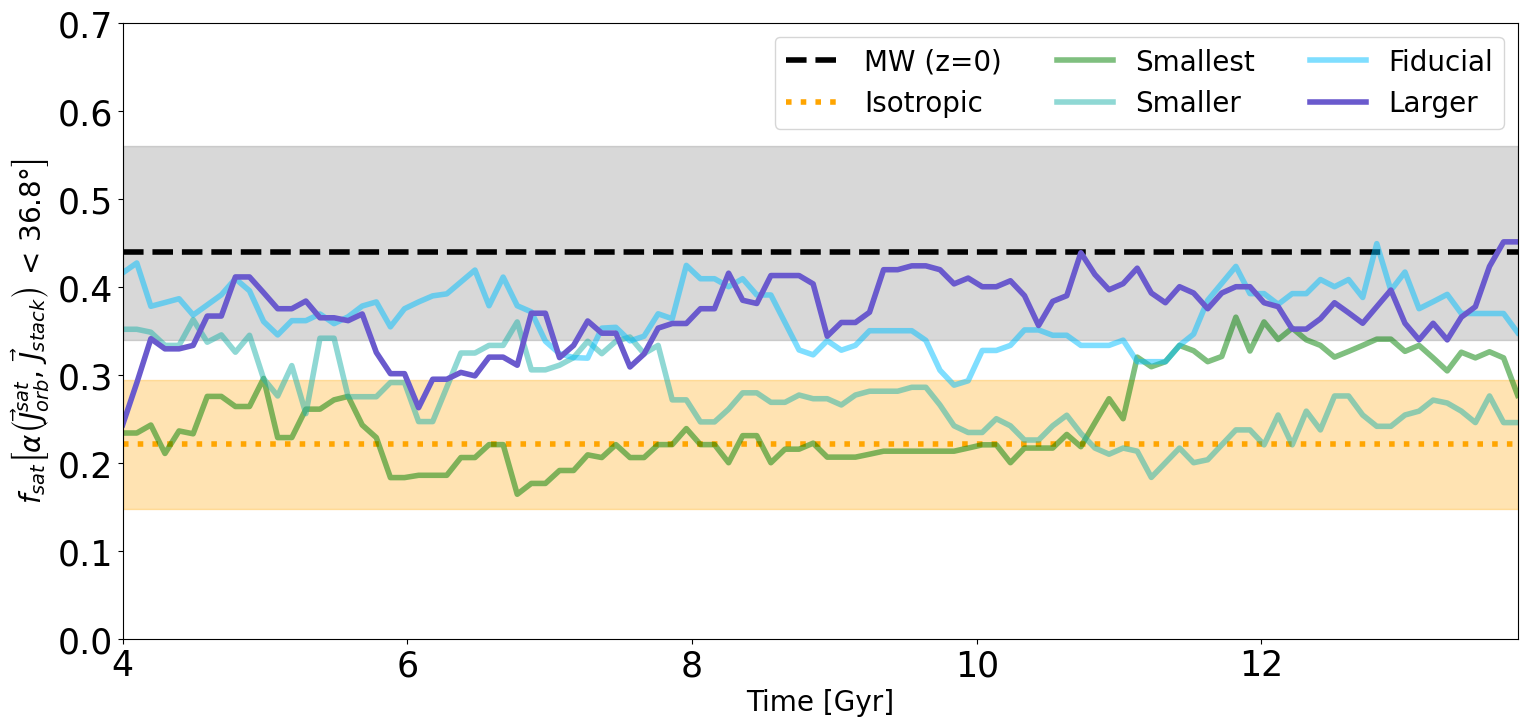 0.7
0.6
0.5
0.4
0.3
0.2
0.1
0.0
4
6
8
10
12
Time [Gyr]
f_sat [α(J⃗_orb^sat, J⃗_stack) < 36.8°]
MW (z=0)
Isotropic
Smallest
Smaller
Fiducial
Larger